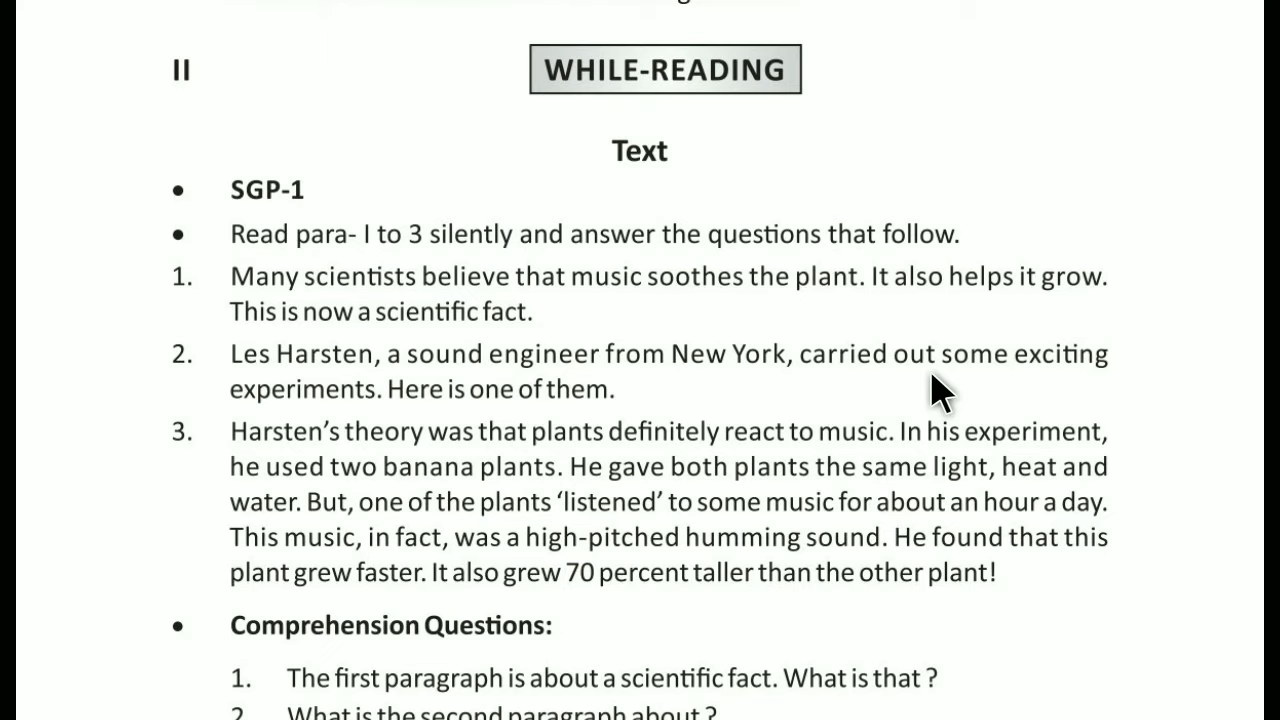 II
WHILE-READING
Text
• SGP-1
• Read para- I to 3 silently and answer the questions that follow.
1. Many scientists believe that music soothes the plant. It also helps it grow.
This is now a scientific fact.
2. Les Harsten, a sound engineer from New York, carried out some exciting
experiments. Here is one of them.
3. Harsten’s theory was that plants definitely react to music. In his experiment,
he used two banana plants. He gave both plants the same light, heat and
water. But, one of the plants ‘listened’ to some music for about an hour a day.
This music, in fact, was a high-pitched humming sound. He found that this
plant grew faster. It also grew 70 percent taller than the other plant!
• Comprehension Questions:
1. The first paragraph is about a scientific fact. What is that ?
2. What is the second paragraph about ?